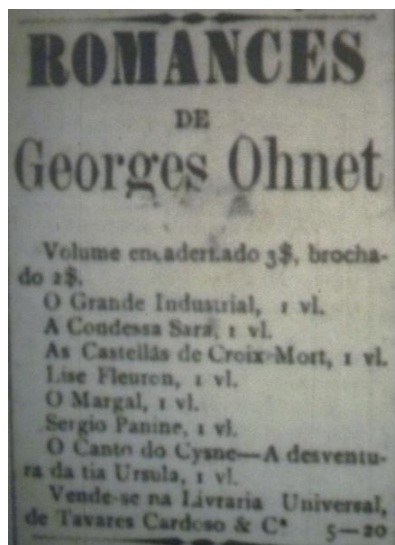 ROMANCES
DE
Georges Ohnet
Volume encadernado 3$, brocha-
do 2$.
O Grande Industrial, 1 vl.
A Condessa Sara, 1 vl.
As Castellãs de Croix-Mort, 1 vl.
Lise Fleuron, 1 vl.
O Margal, 1 vl.
Sergio Panine, 1 vl.
O Canto do Cysne—A desventu-
ra da tia Ursula, 1 vl.
Vende-se na Livraria Universal,
de Tavares Cardoso & Cª 5—20